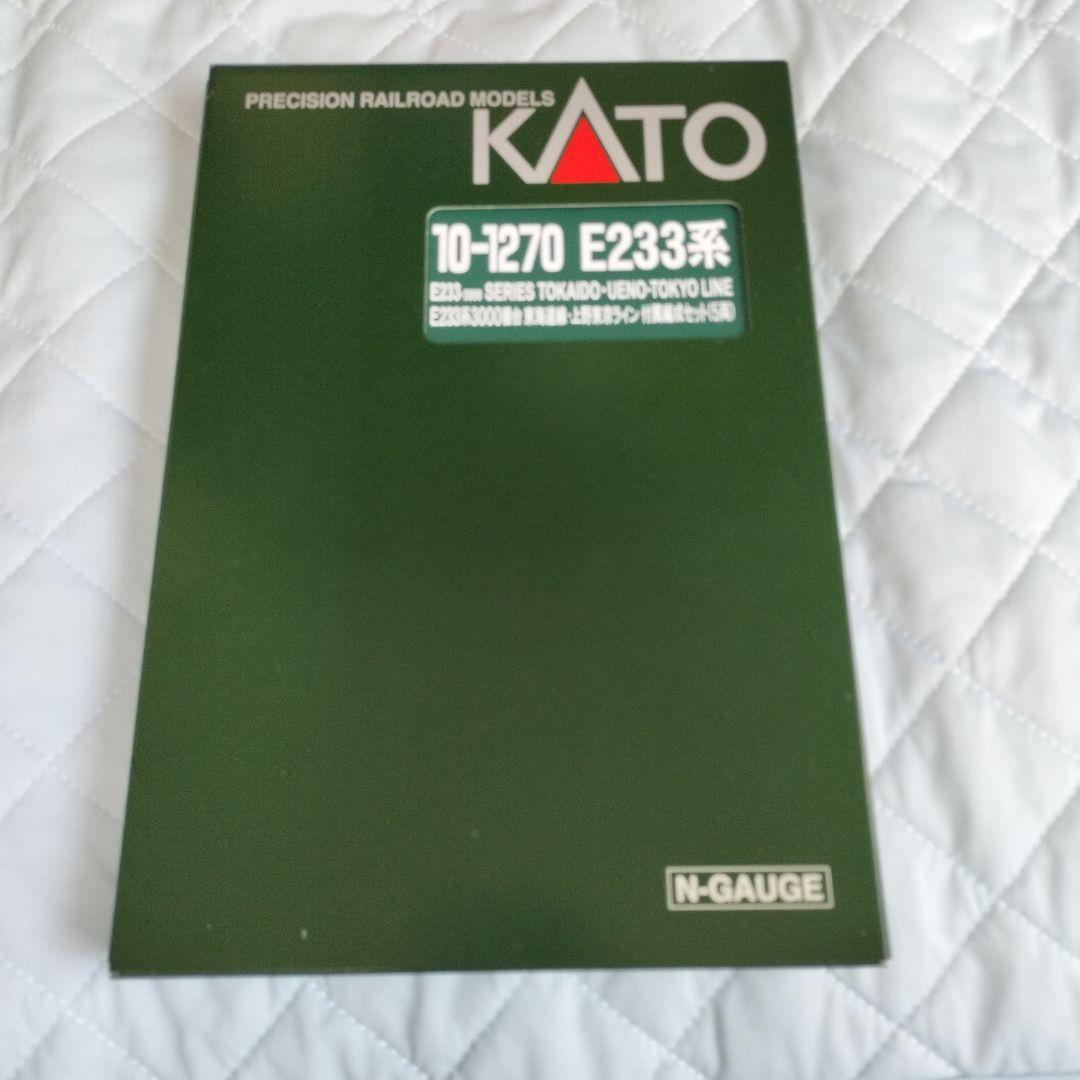 PRECISION RAILROAD MODELS
KATO
10-1270 E233系
E233-3000 SERIES TOKAIDO・UENO-TOKYO LINE
E233系3000番台 東海道線・上野東京ライン 付属編成セット(5両)
N-GAUGE